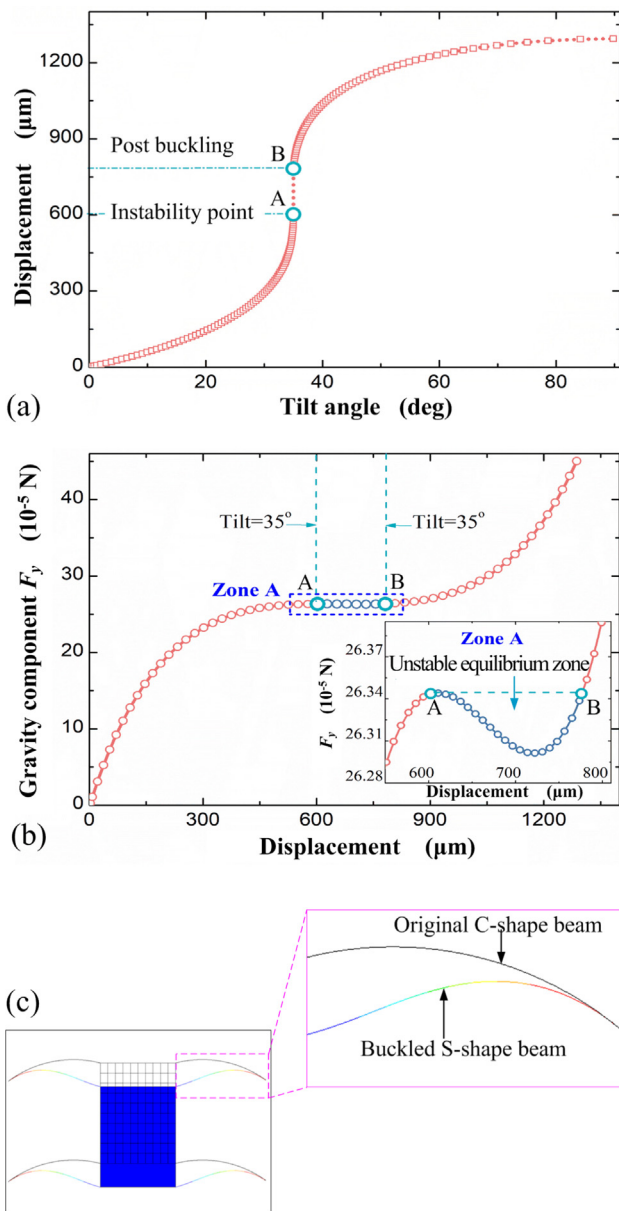 1200
900
600
300
0
Displacement (μm)
Post buckling
B
A
Instability point
0 20 40 60 80
Tilt angle (deg)
(a)
40
30
20
10
0
Gravity component Fy (10-5 N)
Tilt=35o
Tilt=35o
A
B
Zone A
Zone A
Unstable equilibrium zone
26.37
26.34
26.31
26.28
Fy (10-5 N)
A
B
600 700 800
Displacement (μm)
0 300 600 900 1200
Displacement (μm)
(b)
Original C-shape beam
Buckled S-shape beam
(c)